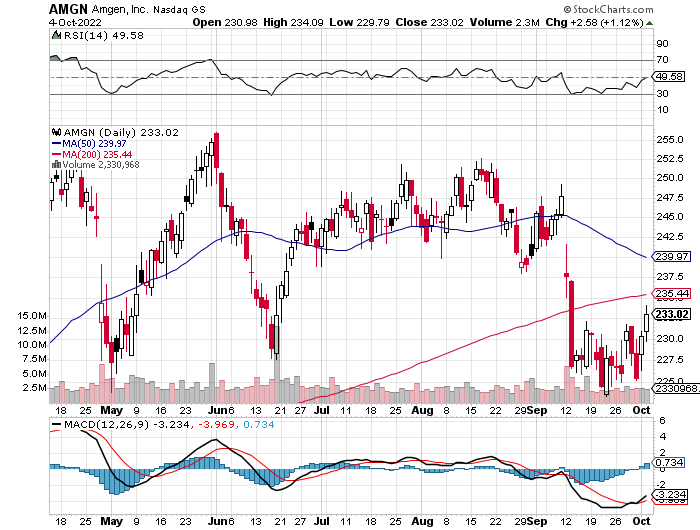 AMGN Amgen, Inc. Nasdaq GS
© StockCharts.com
4-Oct-2022 Open 230.98 High 234.09 Low 229.79 Close 233.02 Volume 2.3M Chg +2.58 (+1.12%)
RSI(14) 49.58
90
70
49.58
30
10
AMGN (Daily) 233.02
MA(50) 239.97
MA(200) 235.44
Volume 2,330,968
255.0
252.5
250.0
247.5
245.0
242.5
239.97
237.5
235.44
233.02
230.0
227.5
225.0
2330968
15.0M
12.5M
10.0M
7.5M
5.0M
2.5M
18 25 May 9 16 23 Jun 6 13 21 27 Jul 11 18 25 Aug 8 15 22 29 Sep 12 19 26 Oct
MACD(12,26,9) -3.234, -3.969, 0.734
6
4
2
0.734
0
-2
-3.234
18 25 May 9 16 23 Jun 6 13 21 27 Jul 11 18 25 Aug 8 15 22 29 Sep 12 19 26 Oct